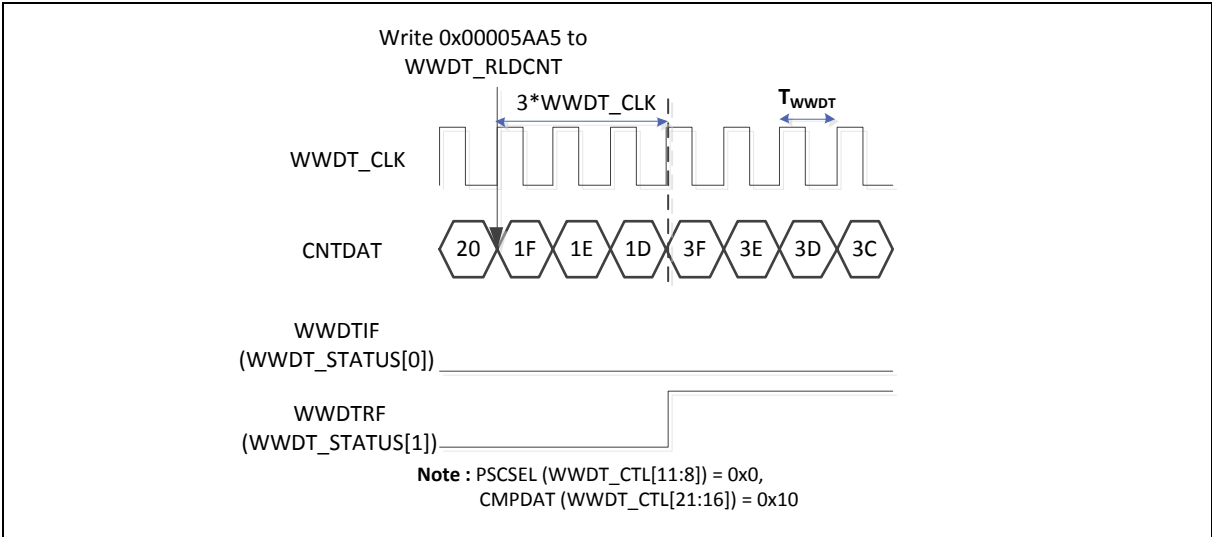 Write 0x00005AA5 to
WWDT_RLDCNT
3*WWDT_CLK
TWWDT
WWDT_CLK
CNTDAT
20 1F 1E 1D 3F 3E 3D 3C
WWDTIF
(WWDT_STATUS[0])
WWDTRF
(WWDT_STATUS[1])
Note : PSCSEL (WWDT_CTL[11:8]) = 0x0,
CMPDAT (WWDT_CTL[21:16]) = 0x10